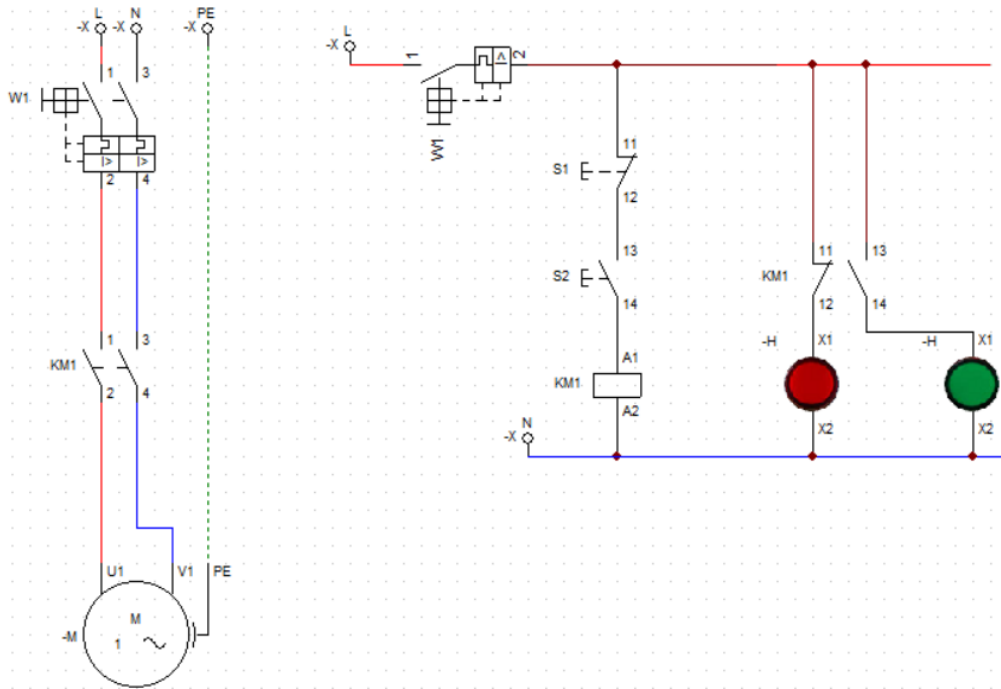 L N PE
-X -X -X
1 3
W1
I> I>
2 4
1 3
KM1
2 4
U1 V1 PE
M
-M 1
L
-X 1 2
W1
11
S1
12
13
S2
14
A1
KM1
A2
N
-X
11 13
KM1
12 14
-H X1 -H X1
X2 X2